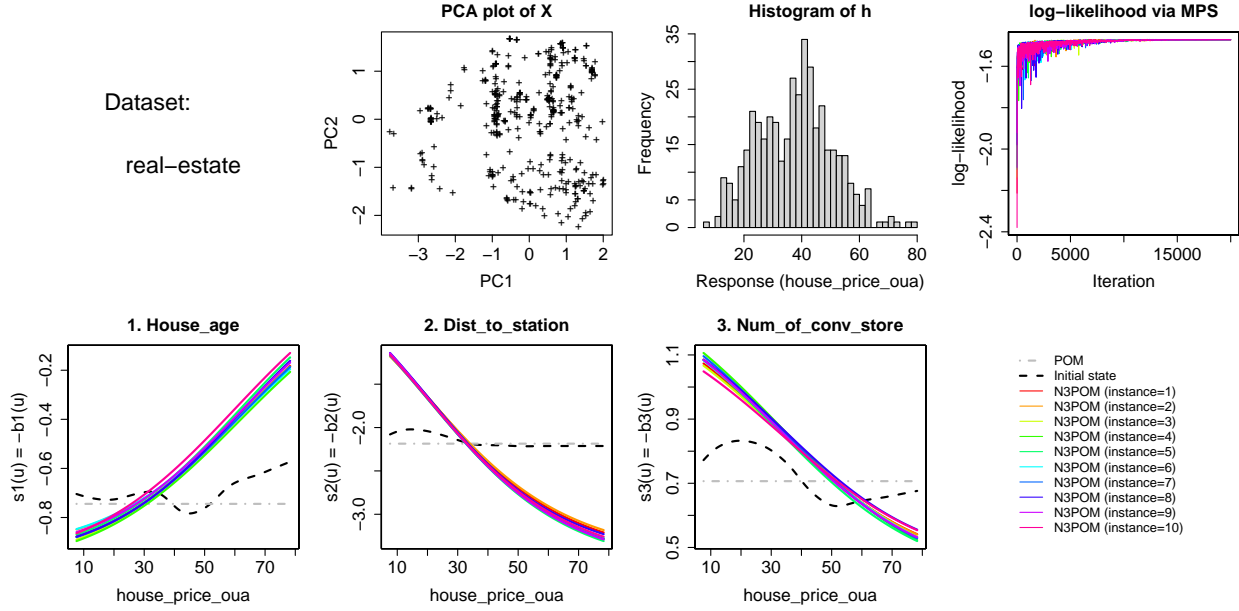 Dataset:
real−estate
PCA plot of X
1
0
−1
−2
PC2
−3
−2
−1
0
1
2
PC1
Histogram of h
35
25
15
5
0
Frequency
20
40
60
80
Response (house_price_oua)
log−likelihood via MPS
−1.6
−2.0
−2.4
log−likelihood
0
5000
15000
Iteration
1. House_age
−0.2
−0.4
−0.6
−0.8
s1(u) = −b1(u)
10
30
50
70
house_price_oua
2. Dist_to_station
−2.0
−3.0
s2(u) = −b2(u)
10
30
50
70
house_price_oua
3. Num_of_conv_store
1.1
0.9
0.7
0.5
s3(u) = −b3(u)
10
30
50
70
house_price_oua
POM
Initial state
N3POM (instance=1)
N3POM (instance=2)
N3POM (instance=3)
N3POM (instance=4)
N3POM (instance=5)
N3POM (instance=6)
N3POM (instance=7)
N3POM (instance=8)
N3POM (instance=9)
N3POM (instance=10)